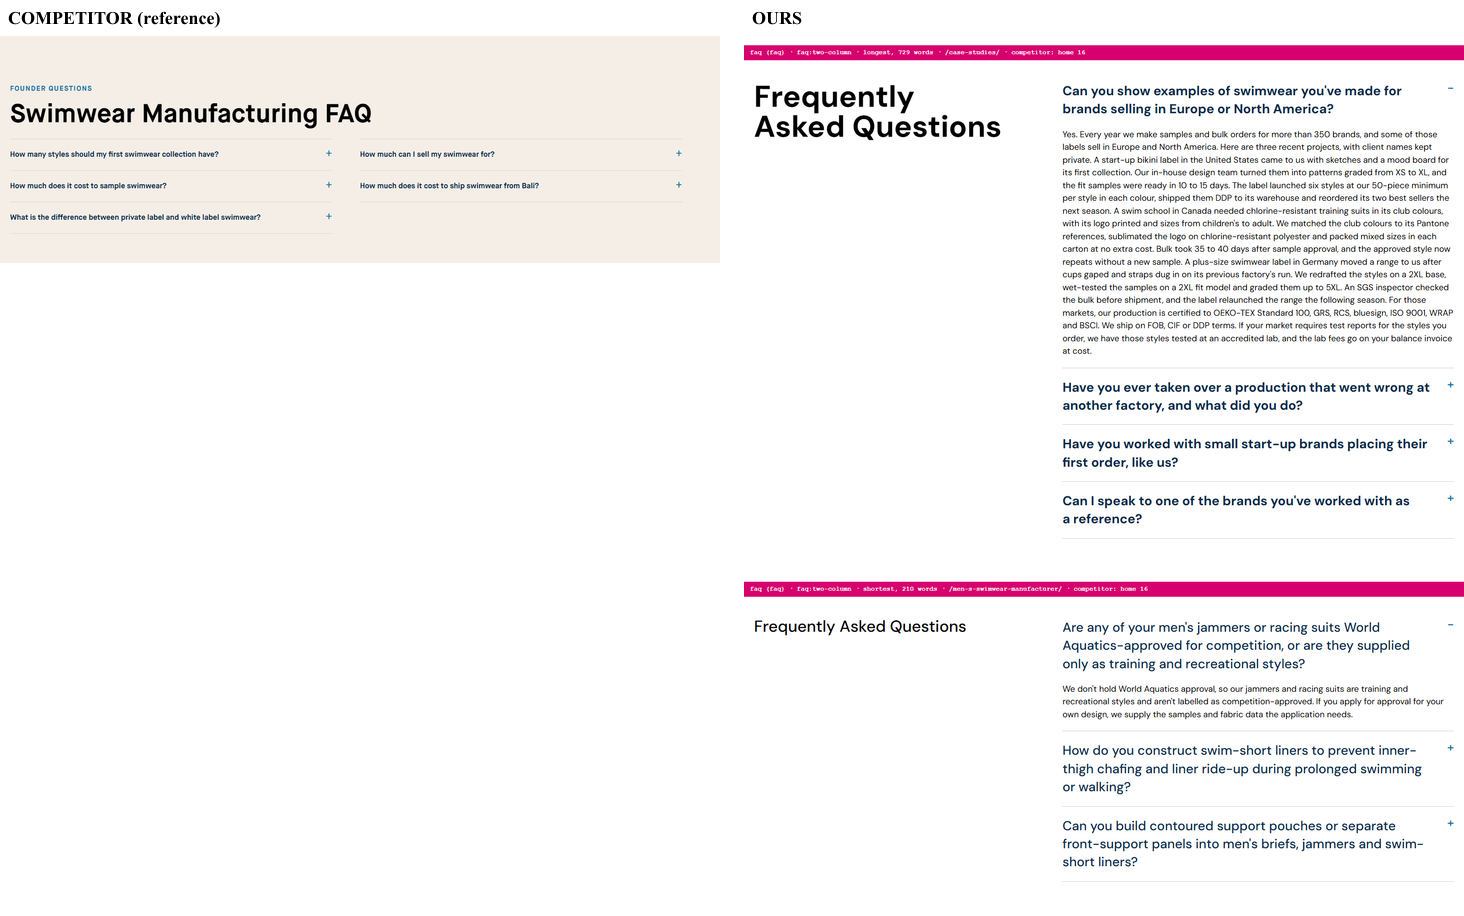 COMPETITOR (reference)
FOUNDER QUESTIONS
Swimwear Manufacturing FAQ
How many styles should my first swimwear collection have? +
How much does it cost to sample swimwear? +
What is the difference between private label and white label swimwear? +
How much can I sell my swimwear for? +
How much does it cost to ship swimwear from Bali? +
OURS
faq (faq) · faq:two-column · longest, 729 words · /case-studies/ · competitor: home 16
Frequently
Asked Questions
Can you show examples of swimwear you've made for −
brands selling in Europe or North America?
Yes. Every year we make samples and bulk orders for more than 350 brands, and some of those
labels sell in Europe and North America. Here are three recent projects, with client names kept
private. A start-up bikini label in the United States came to us with sketches and a mood board for
its first collection. Our in-house design team turned them into patterns graded from XS to XL, and
the fit samples were ready in 10 to 15 days. The label launched six styles at our 50-piece minimum
per style in each colour, shipped them DDP to its warehouse and reordered its two best sellers the
next season. A swim school in Canada needed chlorine-resistant training suits in its club colours,
with its logo printed and sizes from children's to adult. We matched the club colours to its Pantone
references, sublimated the logo on chlorine-resistant polyester and packed mixed sizes in each
carton at no extra cost. Bulk took 35 to 40 days after sample approval, and the approved style now
repeats without a new sample. A plus-size swimwear label in Germany moved a range to us after
cups gaped and straps dug in on its previous factory's run. We redrafted the styles on a 2XL base,
wet-tested the samples on a 2XL fit model and graded them up to 5XL. An SGS inspector checked
the bulk before shipment, and the label relaunched the range the following season. For those
markets, our production is certified to OEKO-TEX Standard 100, GRS, RCS, bluesign, ISO 9001, WRAP
and BSCI. We ship on FOB, CIF or DDP terms. If your market requires test reports for the styles you
order, we have those styles tested at an accredited lab, and the lab fees go on your balance invoice
at cost.
Have you ever taken over a production that went wrong at +
another factory, and what did you do?
Have you worked with small start-up brands placing their +
first order, like us?
Can I speak to one of the brands you've worked with as +
a reference?
faq (faq) · faq:two-column · shortest, 210 words · /men-s-swimwear-manufacturer/ · competitor: home 16
Frequently Asked Questions
Are any of your men's jammers or racing suits World −
Aquatics-approved for competition, or are they supplied
only as training and recreational styles?
We don't hold World Aquatics approval, so our jammers and racing suits are training and
recreational styles and aren't labelled as competition-approved. If you apply for approval for your
own design, we supply the samples and fabric data the application needs.
How do you construct swim-short liners to prevent inner- +
thigh chafing and liner ride-up during prolonged swimming
or walking?
Can you build contoured support pouches or separate +
front-support panels into men's briefs, jammers and swim-
short liners?